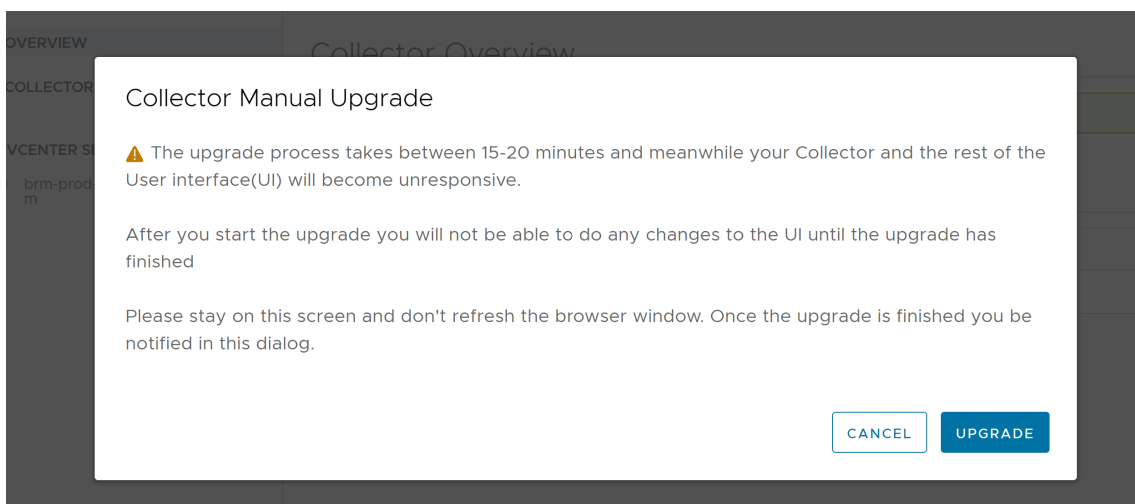 OVERVIEW
Collector Overview
COLLECTOR
Collector Manual Upgrade
The upgrade process takes between 15-20 minutes and meanwhile your Collector and the rest of the
User interface(UI) will become unresponsive.
VCENTER
brm-prod-
m
After you start the upgrade you will not be able to do any changes to the UI until the upgrade has
finished
Please stay on this screen and don't refresh the browser window. Once the upgrade is finished you be
notified in this dialog.
CANCEL
UPGRADE